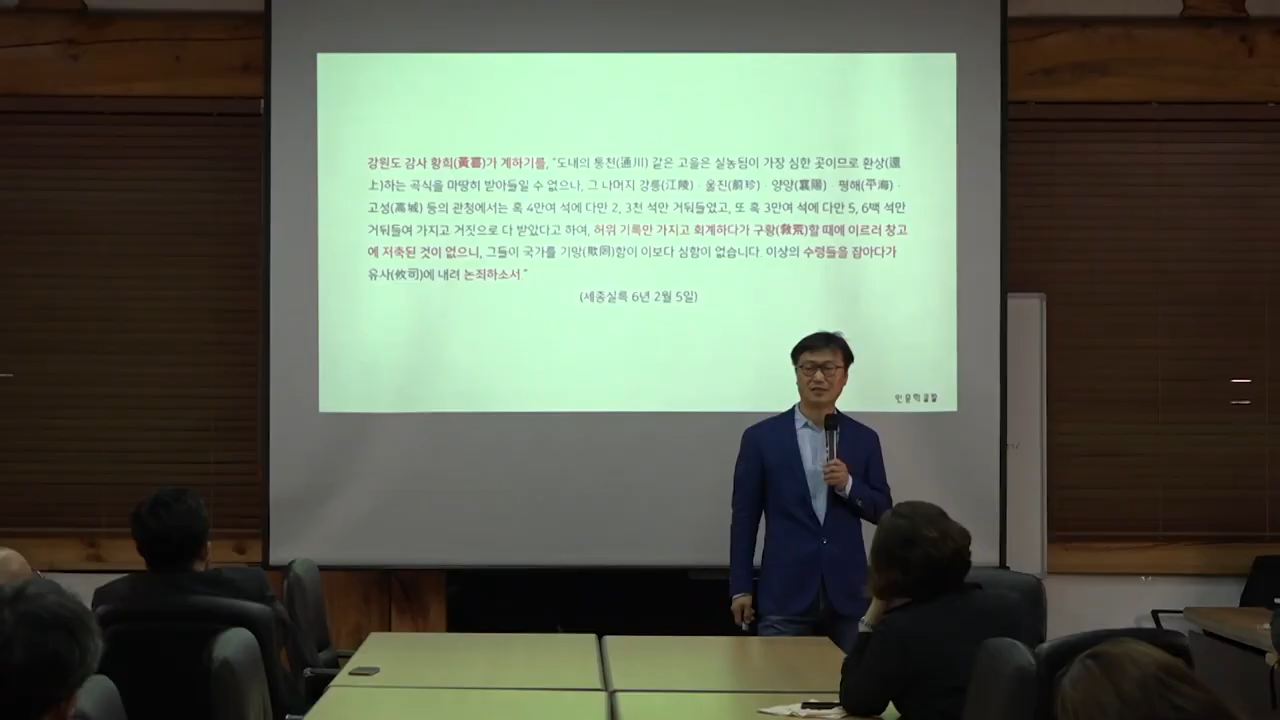 강원도 감사 황희(黃喜)가 계하기를, "도내의 통천(通川) 같은 고을은 실농됨이 가장 심한 곳이므로 환상(還
上)하는 곡식을 마땅히 받아들일 수 없으나, 그 나머지 강릉(江陵) · 울진(蔚珍) · 양양(襄陽) · 평해(平海) ·
고성(高城) 등의 관청에서는 혹 4만여 석에 다만 2, 3천 석만 거둬들였고, 또 혹 3만여 석에 다만 5, 6백 석만
거둬들여 가지고 거짓으로 다 받았다고 하여, 허위 기록만 가지고 회계하다가 구황(救荒)할 때에 이르러 창고
에 저축된 것이 없으니, 그들이 국가를 기망(欺罔)함이 이보다 심함이 없습니다. 이상의 수령들을 잡아다가
유사(攸司)에 내려 논죄하소서."
(세종실록 6년 2월 5일)
인문학글밭